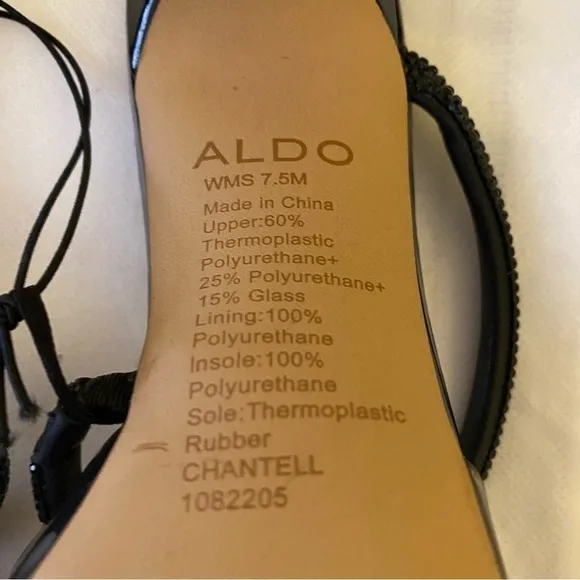 ALDO
WMS 7.5M
Made in China
Upper:60%
Thermoplastic
Polyurethane+
25% Polyurethane+
15% Glass
Lining:100%
Polyurethane
Insole:100%
Polyurethane
Sole:Thermoplastic
Rubber
CHANTELL
1082205